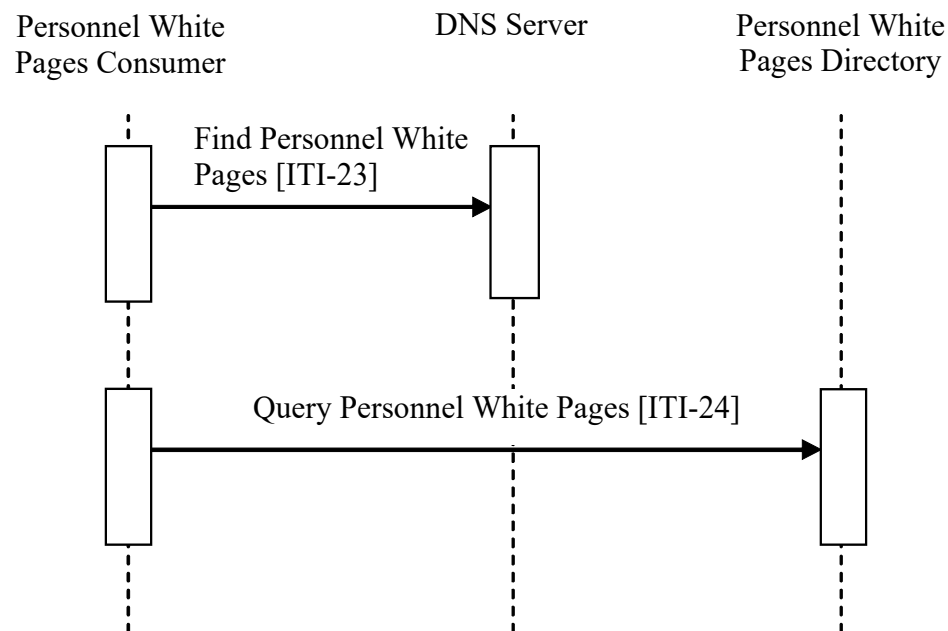 Personnel White
Pages Consumer
DNS Server
Personnel White
Pages Directory
Find Personnel White
Pages [ITI-23]
Query Personnel White Pages [ITI-24]